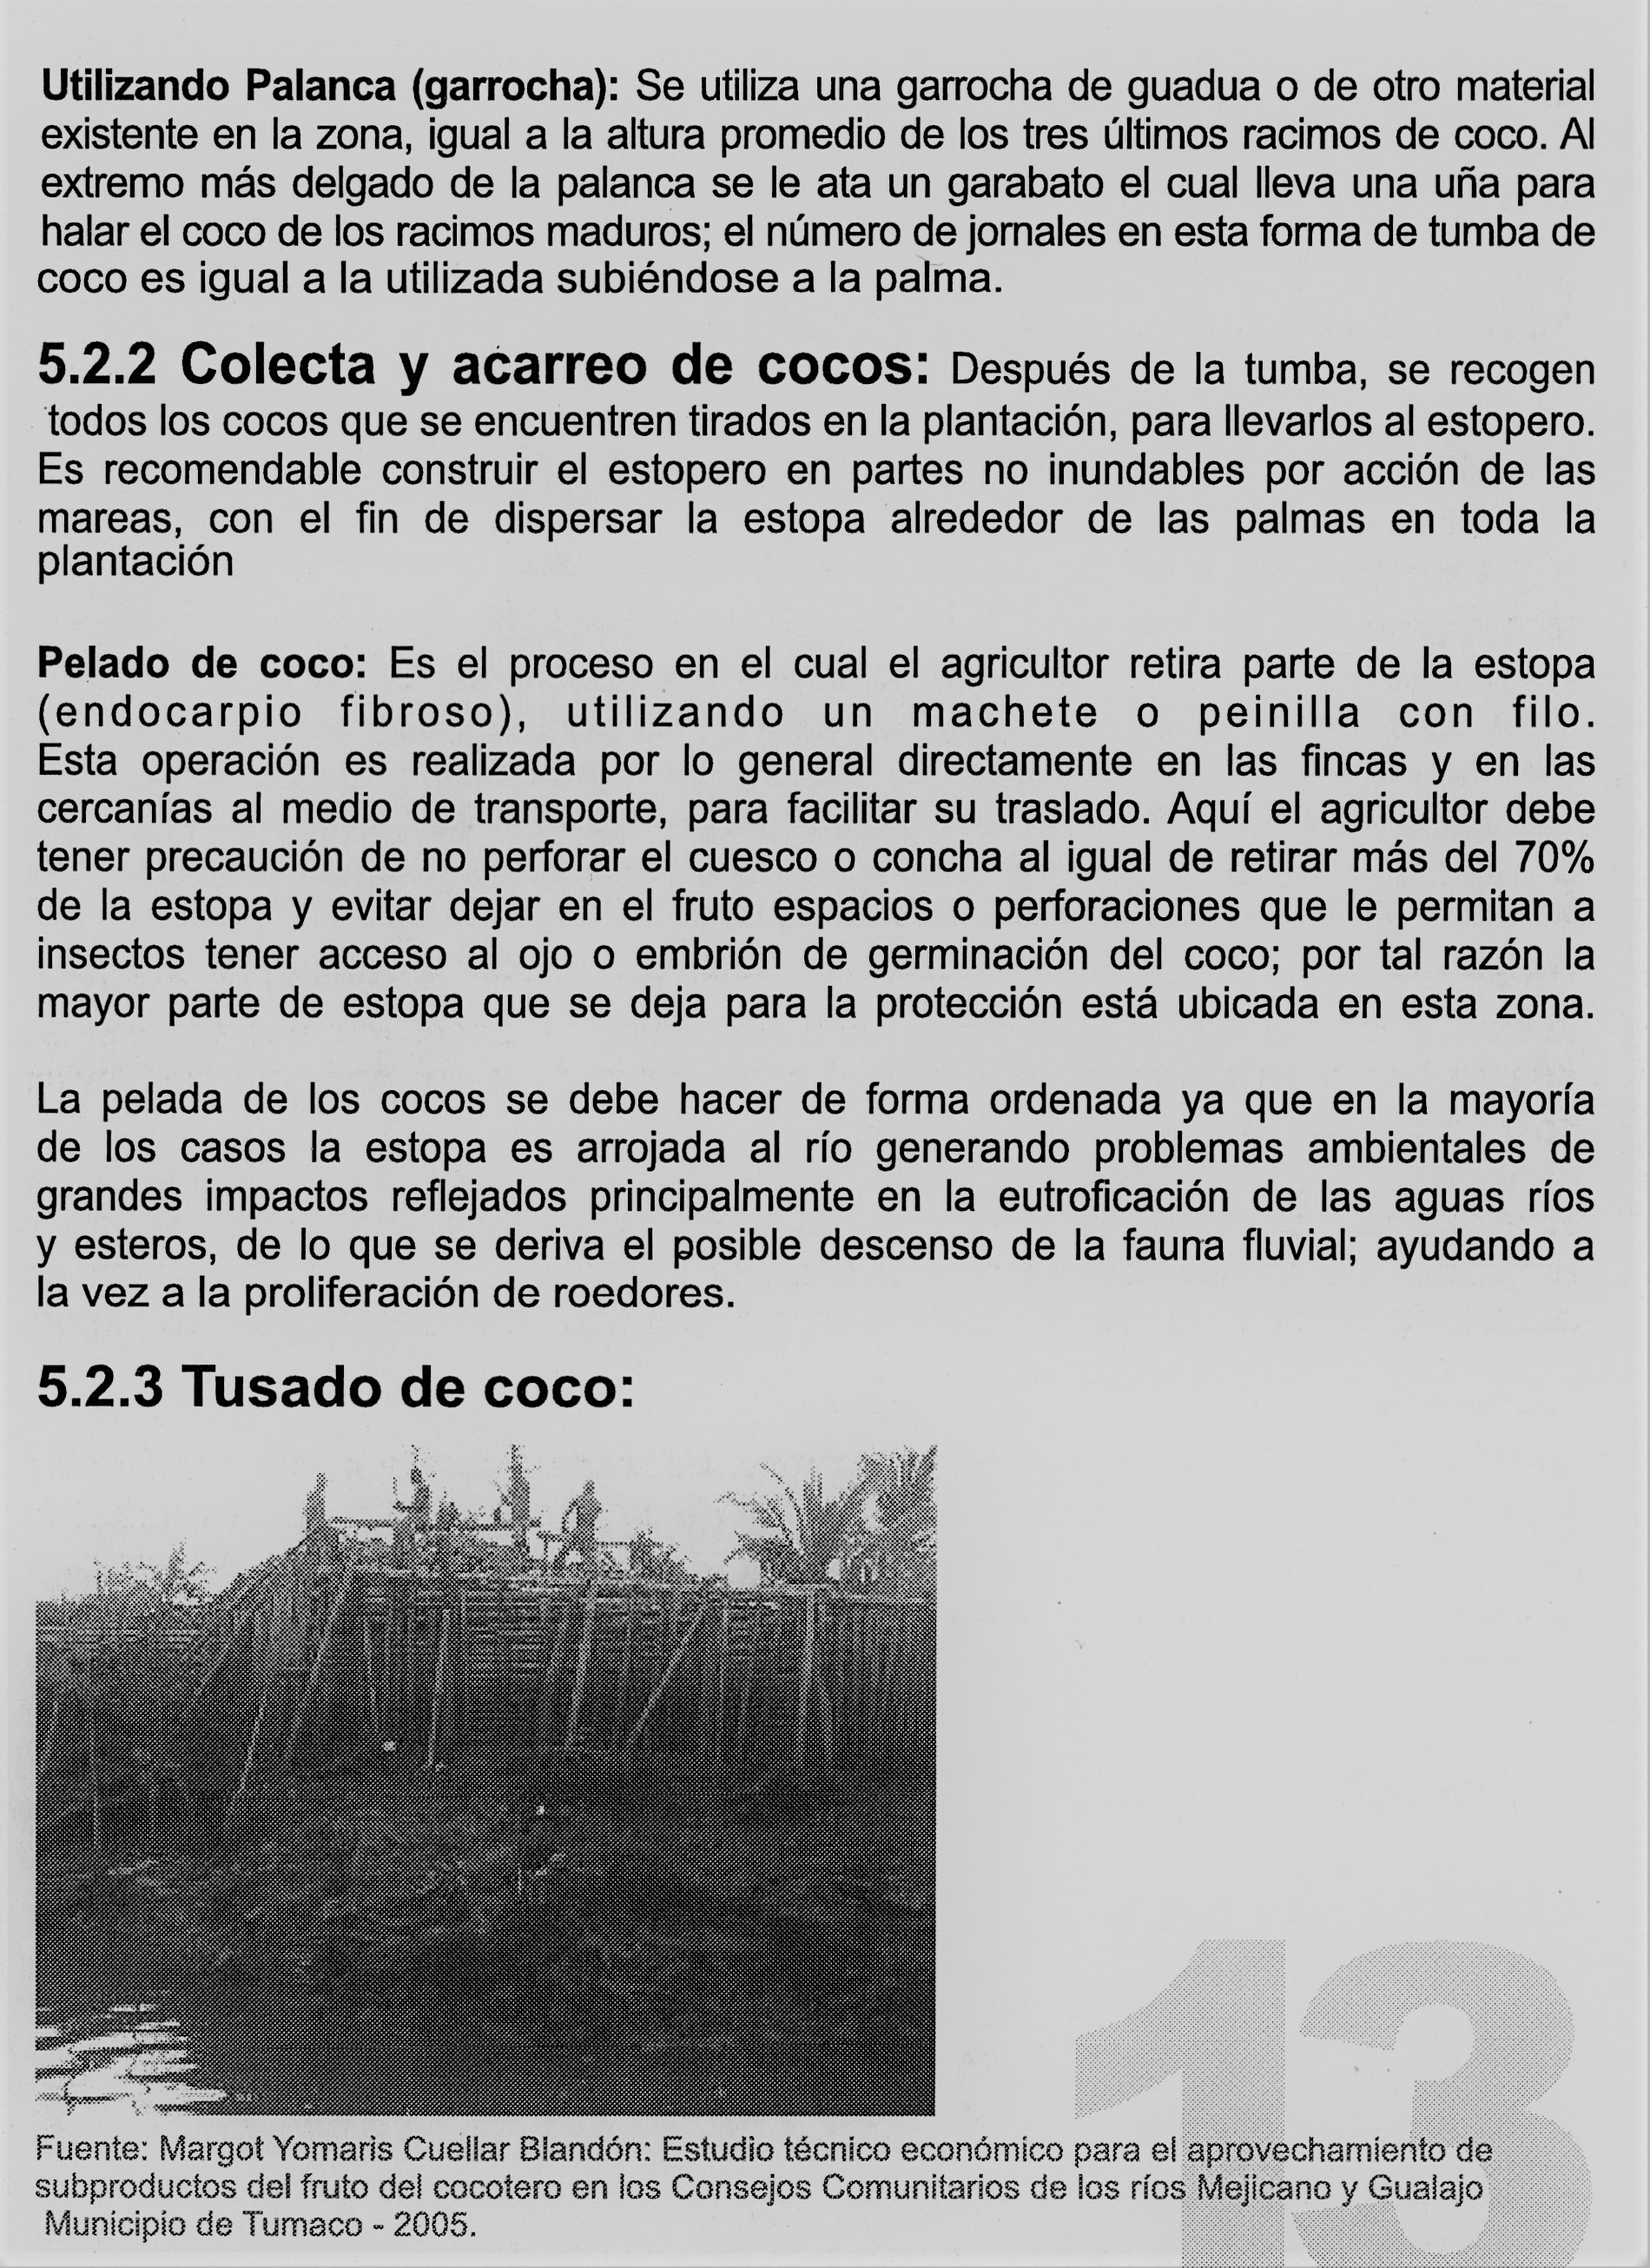 Utilizando Palanca (garrocha): Se utiliza una garrocha de guadua o de otro material
existente en la zona, igual a la altura promedio de los tres últimos racimos de coco. Al
extremo más delgado de la palanca se le ata un garabato el cual lleva una uña para
halar el coco de los racimos maduros; el número de jornales en esta forma de tumba de
coco es igual a la utilizada subiéndose a la palma.
5.2.2 Colecta y acarreo de cocos: Después de la tumba, se recogen
todos los cocos que se encuentren tirados en la plantación, para llevarlos al estopero.
Es recomendable construir el estopero en partes no inundables por acción de las
mareas, con el fin de dispersar la estopa alrededor de las palmas en toda la
plantación
Pelado de coco: Es el proceso en el cual el agricultor retira parte de la estopa
(endocarpio fibroso), utilizando un machete o peinilla con filo.
Esta operación es realizada por lo general directamente en las fincas y en las
cercanías al medio de transporte, para facilitar su traslado. Aquí el agricultor debe
tener precaución de no perforar el cuesco o concha al igual de retirar más del 70%
de la estopa y evitar dejar en el fruto espacios o perforaciones que le permitan a
insectos tener acceso al ojo o embrión de germinación del coco; por tal razón la
mayor parte de estopa que se deja para la protección está ubicada en esta zona.
La pelada de los cocos se debe hacer de forma ordenada ya que en la mayoría
de los casos la estopa es arrojada al río generando problemas ambientales de
grandes impactos reflejados principalmente en la eutroficación de las aguas ríos
y esteros, de lo que se deriva el posible descenso de la fauna fluvial; ayudando a
la vez a la proliferación de roedores.
5.2.3 Tusado de coco:
Fuente: Margot Yomaris Cuellar Blandón: Estudio técnico económico para el aprovechamiento de
subproductos del fruto del cocotero en los Consejos Comunitarios de los ríos Mejicano y Gualajo
Municipio de Tumaco - 2005.
13